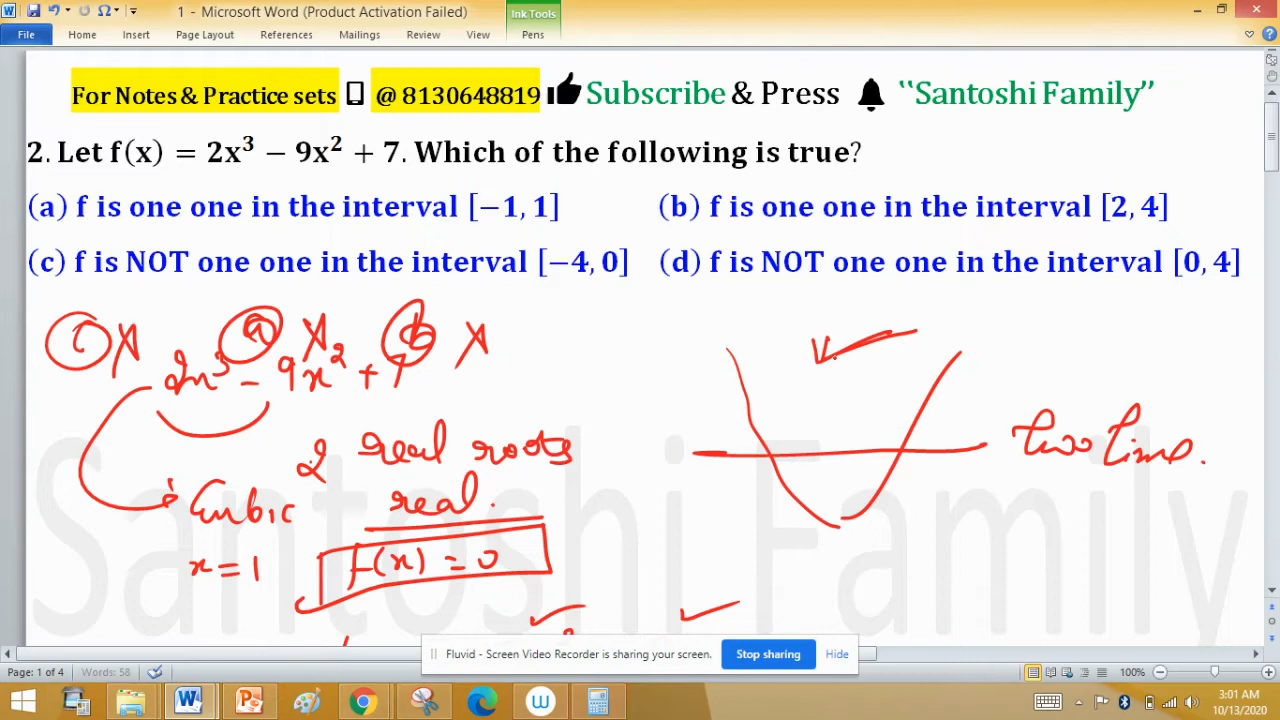 1 - Microsoft Word (Product Activation Failed)
Ink Tools
File Home Insert Page Layout References Mailings Review View Pens
For Notes & Practice sets @ 8130648819 Subscribe & Press "Santoshi Family"
2. Let f(x) = 2x³ − 9x² + 7. Which of the following is true?
(a) f is one one in the interval [−1, 1] (b) f is one one in the interval [2, 4]
(c) f is NOT one one in the interval [−4, 0] (d) f is NOT one one in the interval [0, 4]
2x³ − 9x² + 7
2 real roots
two time.
Cubic real.
x = 1 f(x) = 0
Santoshi Family
Fluvid - Screen Video Recorder is sharing your screen. Stop sharing Hide
Page: 1 of 4 Words: 58 100%
3:01 AM
10/13/2020